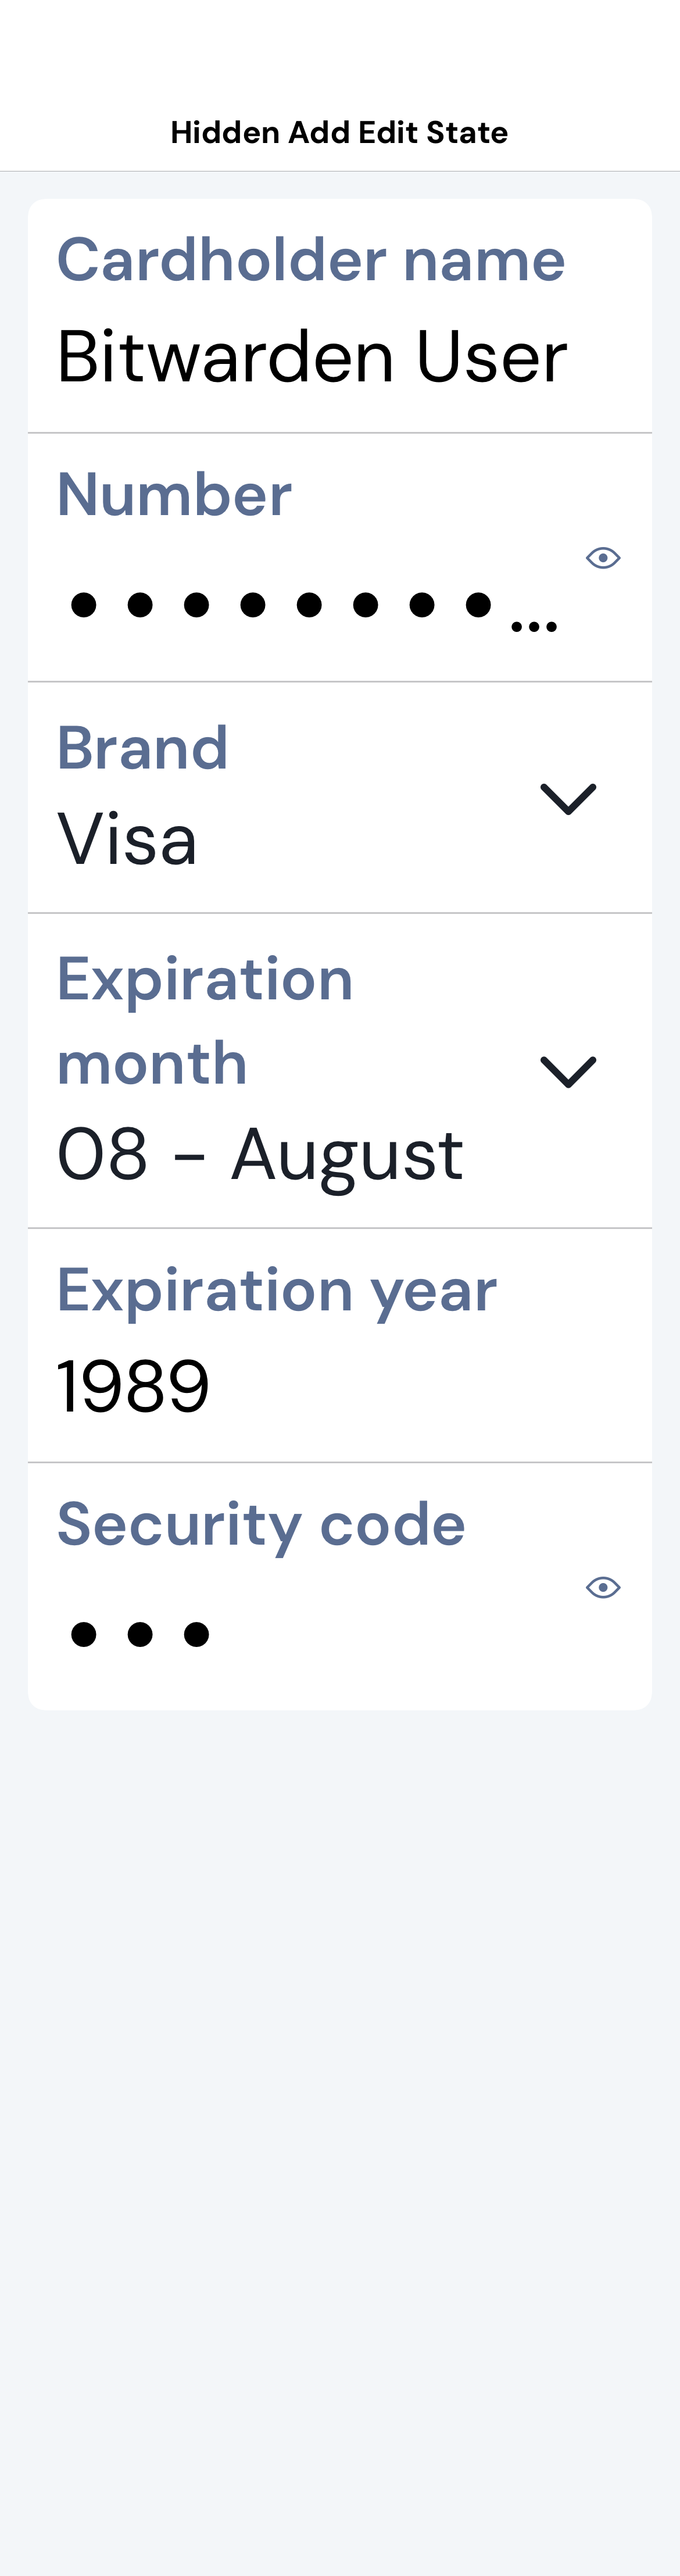 Hidden Add Edit State
Cardholder name
Bitwarden User
Number
● ● ● ● ● ● ● ●...
Brand
Visa
Expiration
month
08 - August
Expiration year
1989
Security code
● ● ●